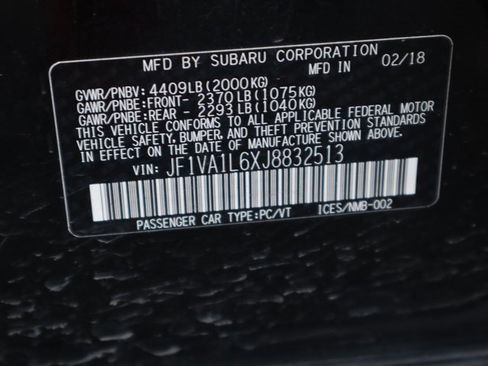 MFD BY SUBARU CORPORATION
MFD IN 02/18
GVWR/PNBV: 4409LB(2000KG)
GAWR/PNBE:FRONT- 2370LB(1075KG)
GAWR/PNBE:REAR - 2293LB(1040KG)
THIS VEHICLE CONFORMS TO ALL APPLICABLE FEDERAL MOTOR
VEHICLE SAFETY, BUMPER, AND THEFT PREVENTION STANDARDS
IN EFFECT ON THE DATE OF MANUFACTURE SHOWN ABOVE.
VIN: JF1VA1L6XJ8832513
PASSENGER CAR TYPE:PC/VT ICES/NMB-002